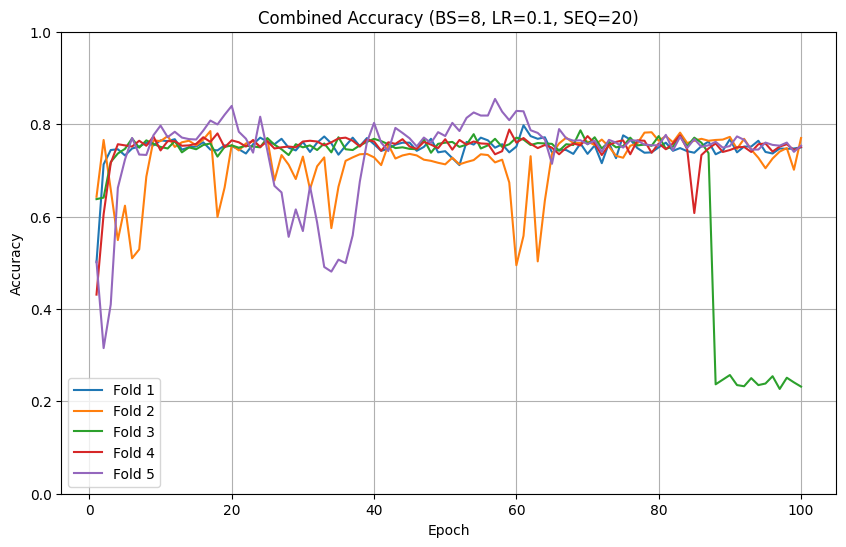 Combined Accuracy (BS=8, LR=0.1, SEQ=20)
Accuracy
1.0
0.8
0.6
0.4
0.2
0.0
Fold 1
Fold 2
Fold 3
Fold 4
Fold 5
0 20 40 60 80 100
Epoch